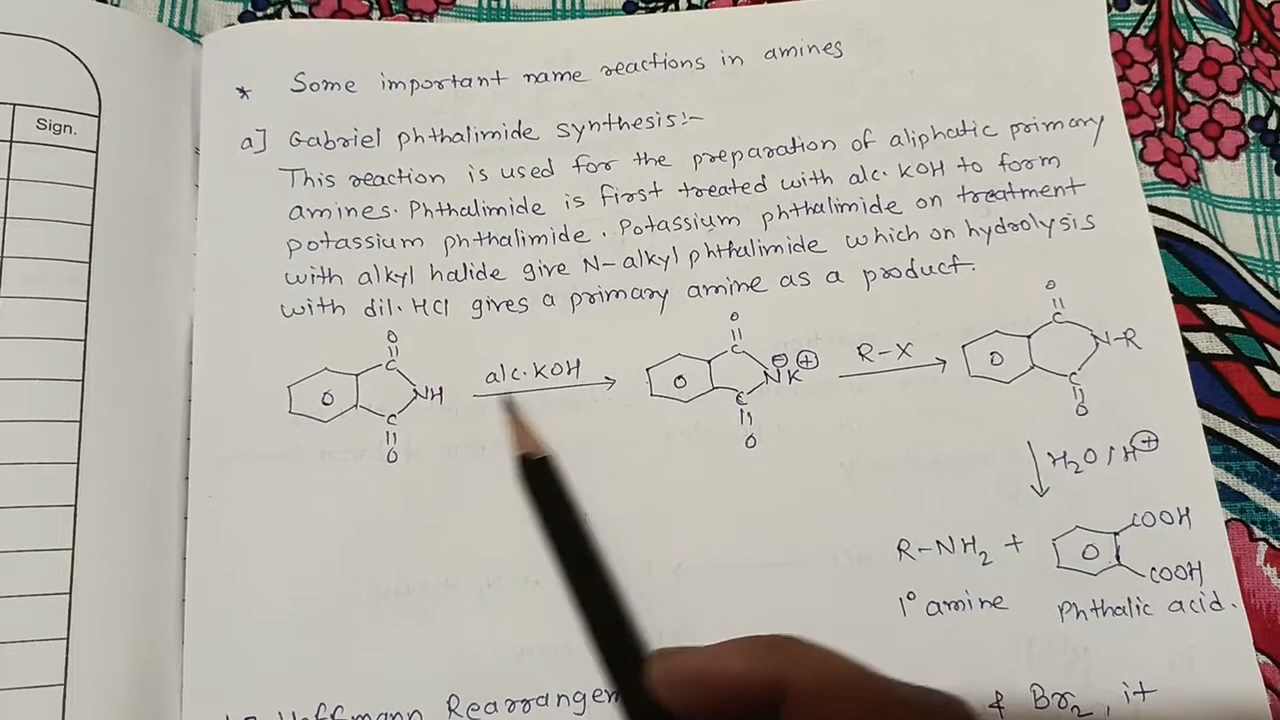 Sign.
* Some important name reactions in amines
a] Gabriel phthalimide synthesis:-
This reaction is used for the preparation of aliphatic primary
amines. Phthalimide is first treated with alc. KOH to form
potassium phthalimide. Potassium phthalimide on treatment
with alkyl halide give N-alkyl phthalimide which on hydrolysis
with dil. HCl gives a primary amine as a product.
O O O
|| || ||
C C C
O NH alc.KOH O N⊖ K⊕ R-X O N-R
C C C
|| || ||
O O O
H2O / H⊕
R-NH2 + O COOH
COOH
1° amine Phthalic acid.
Hoffmann Rearrangem & Br2, it